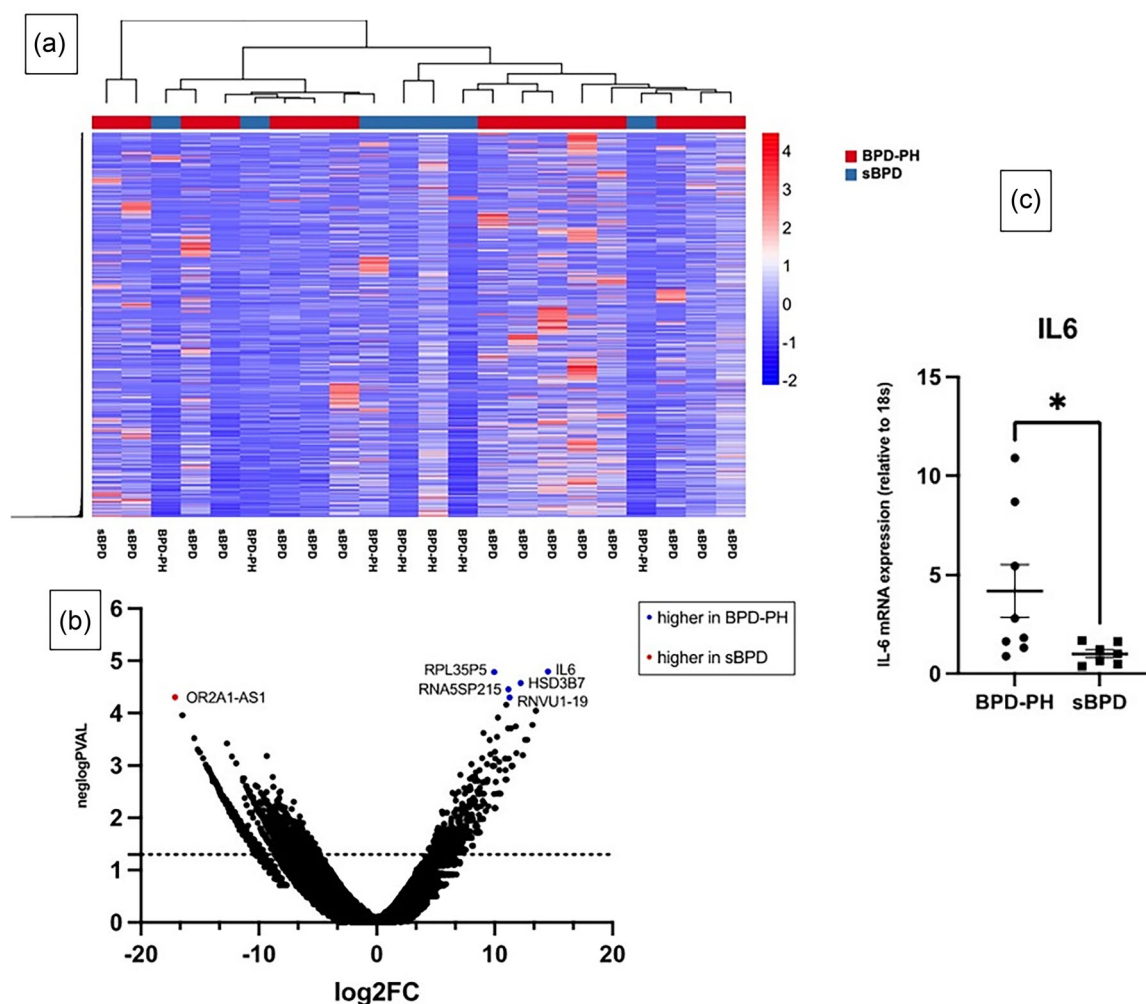 (a)
4
3
2
1
0
-1
-2
BPD-PH
sBPD
sBPD
sBPD
BPD-PH
sBPD
sBPD
BPD-PH
sBPD
sBPD
sBPD
BPD-PH
BPD-PH
BPD-PH
BPD-PH
sBPD
sBPD
sBPD
sBPD
sBPD
BPD-PH
sBPD
sBPD
sBPD
(c)
IL6
IL-6 mRNA expression (relative to 18s)
15
10
5
0
*
BPD-PH sBPD
(b)
higher in BPD-PH
higher in sBPD
neglogPVAL
6
5
4
3
2
1
0
RPL35P5
IL6
HSD3B7
RNA5SP215
RNVU1-19
OR2A1-AS1
-20 -10 0 10 20
log2FC